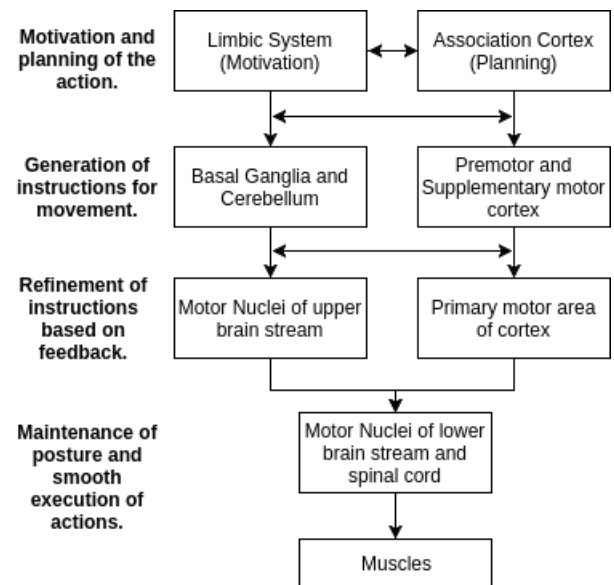 Motivation and
planning of the
action.
Limbic System
(Motivation)
Association Cortex
(Planning)
Generation of
instructions for
movement.
Basal Ganglia and
Cerebellum
Premotor and
Supplementary motor
cortex
Refinement of
instructions
based on
feedback.
Motor Nuclei of upper
brain stream
Primary motor area
of cortex
Maintenance of
posture and
smooth
execution of
actions.
Motor Nuclei of lower
brain stream and
spinal cord
Muscles